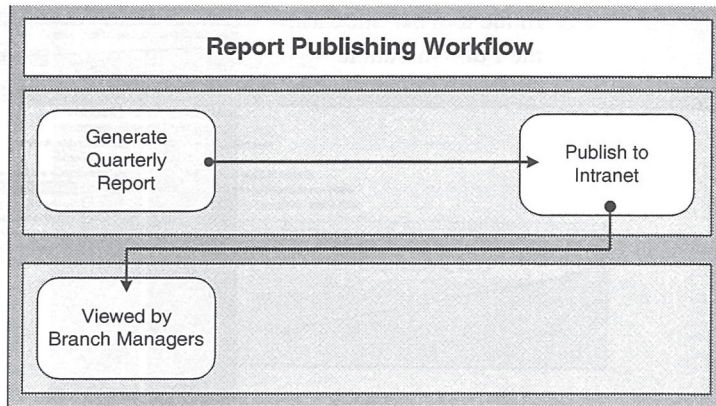 Report Publishing Workflow
Generate
Quarterly
Report
Publish to
Intranet
Viewed by
Branch Managers